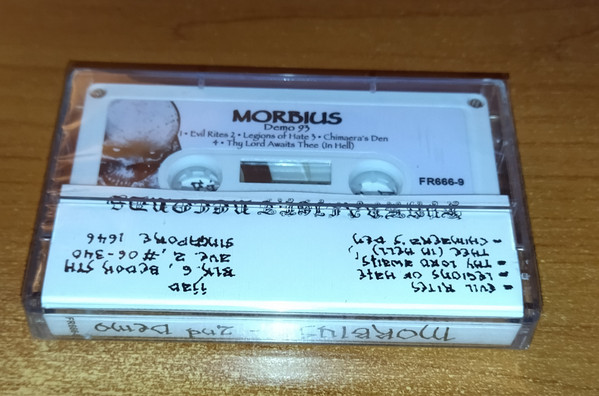 MORBIUS
Demo 93
1 • Evil Rites 2 • Legions of Hate 3 • Chimaera's Den
4 • Thy Lord Awaits Thee (In Hell)
FR666-9
MORBIUS - 2nd Demo
• EVIL RITES
• LEGIONS OF HATE
• THY LORD AWAITS
THEE (IN HELL)
• CHIMAERA'S DEN
IJAD
BLK 6, BEDOK STH
AVE. 2, # 06-340
SINGAPORE 1646